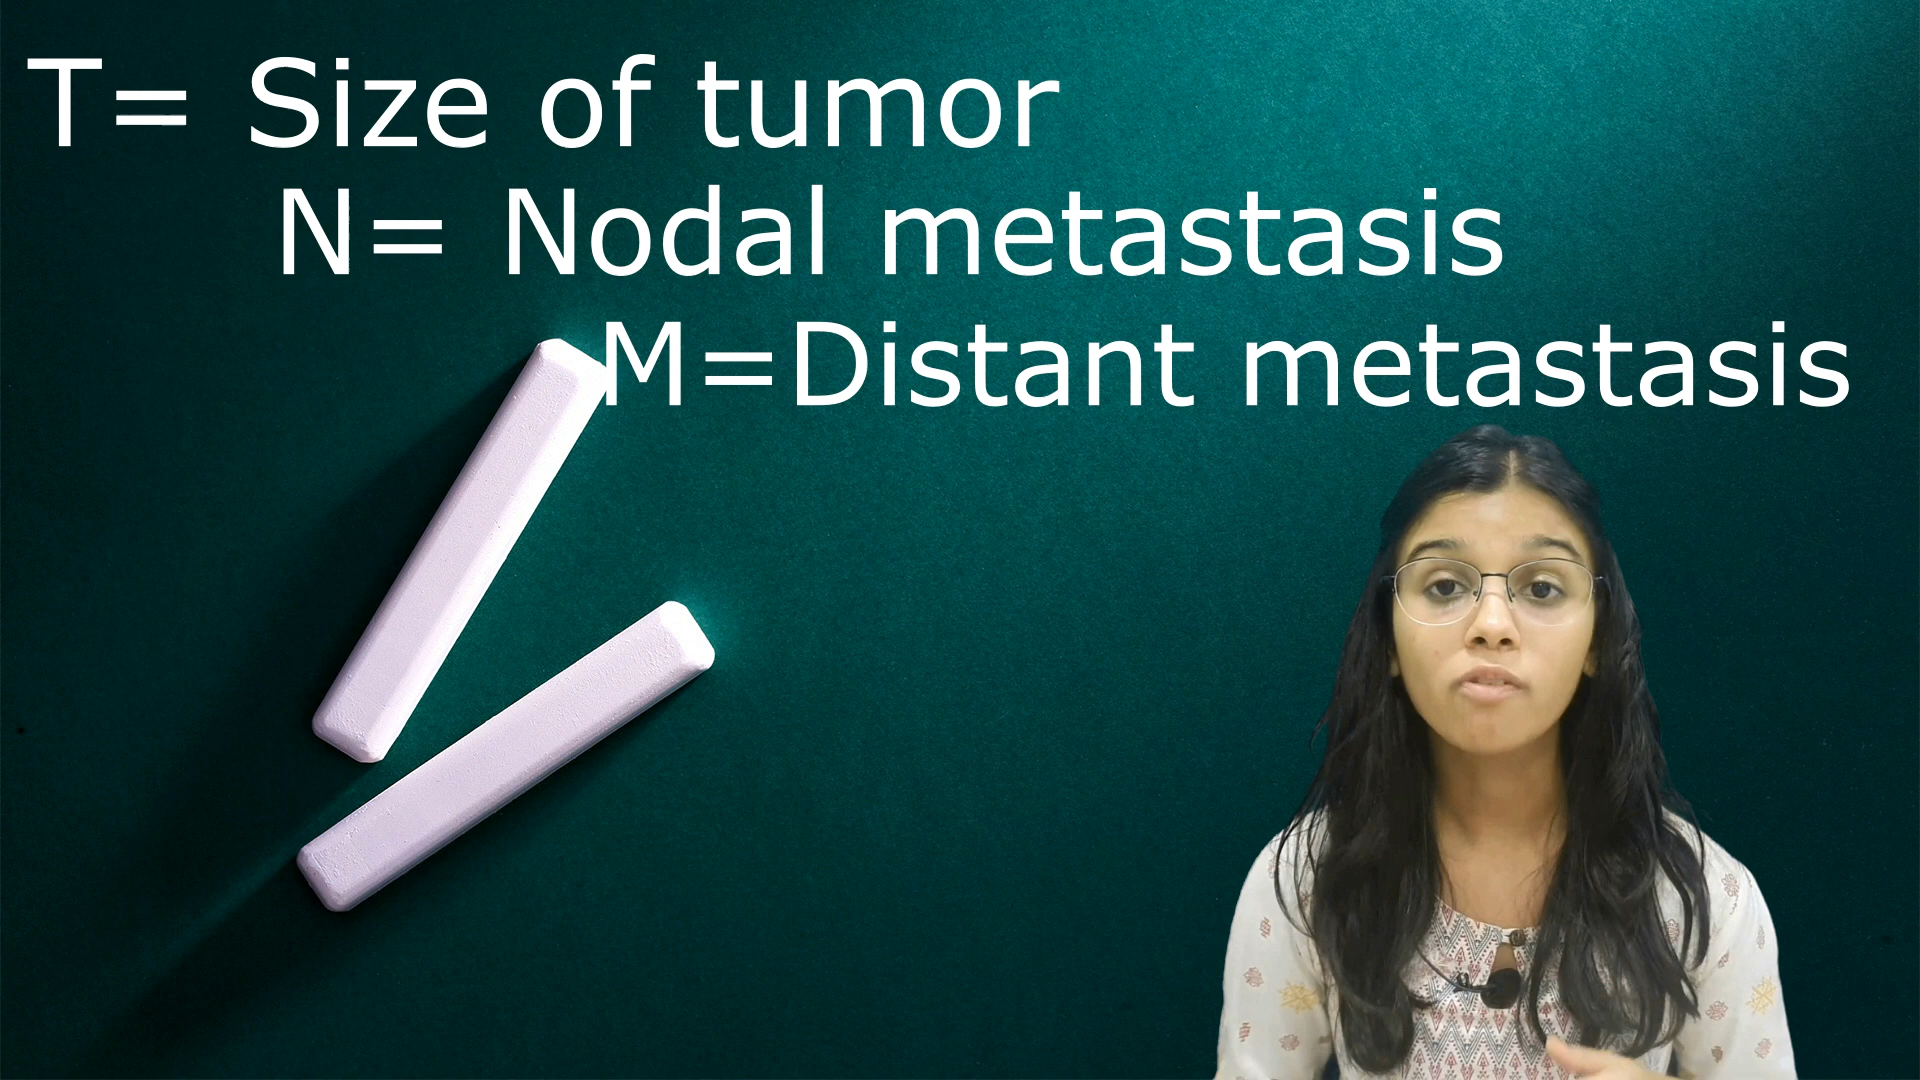 T= Size of tumor
N= Nodal metastasis
M=Distant metastasis